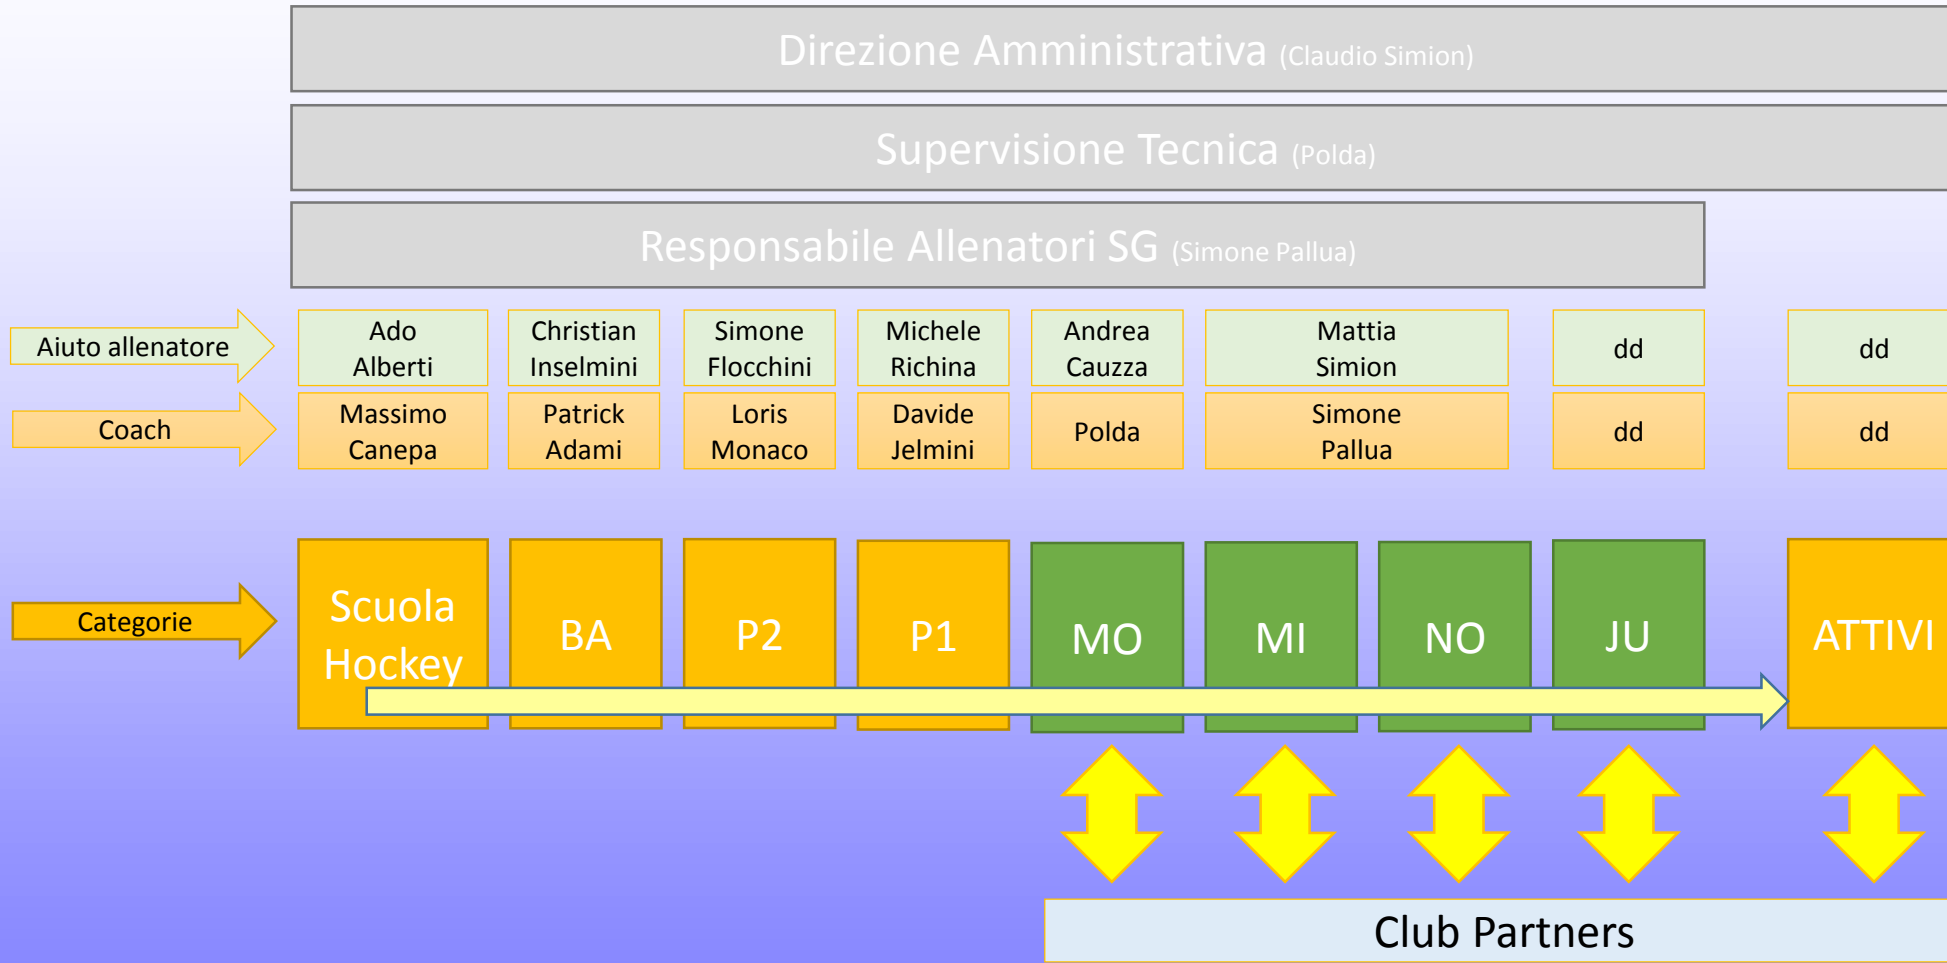 Direzione Amministrativa (Claudio Simion)
Supervisione Tecnica (Polda)
Responsabile Allenatori SG (Simone Pallua)
Aiuto allenatore
Ado
Alberti
Christian
Inselmini
Simone
Flocchini
Michele
Richina
Andrea
Cauzza
Mattia
Simion
dd
dd
Coach
Massimo
Canepa
Patrick
Adami
Loris
Monaco
Davide
Jelmini
Polda
Simone
Pallua
dd
dd
Categorie
Scuola
Hockey
BA
P2
P1
MO
MI
NO
JU
ATTIVI
Club Partners